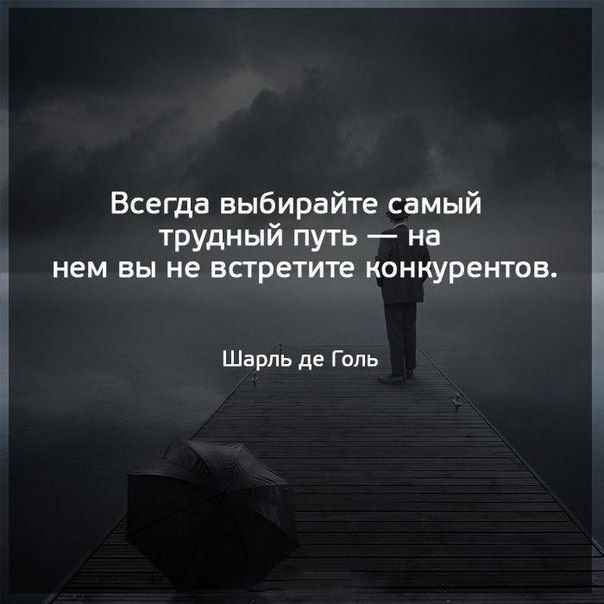 Всегда выбирайте самый
трудный путь — на
нем вы не встретите конкурентов.
Шарль де Голь